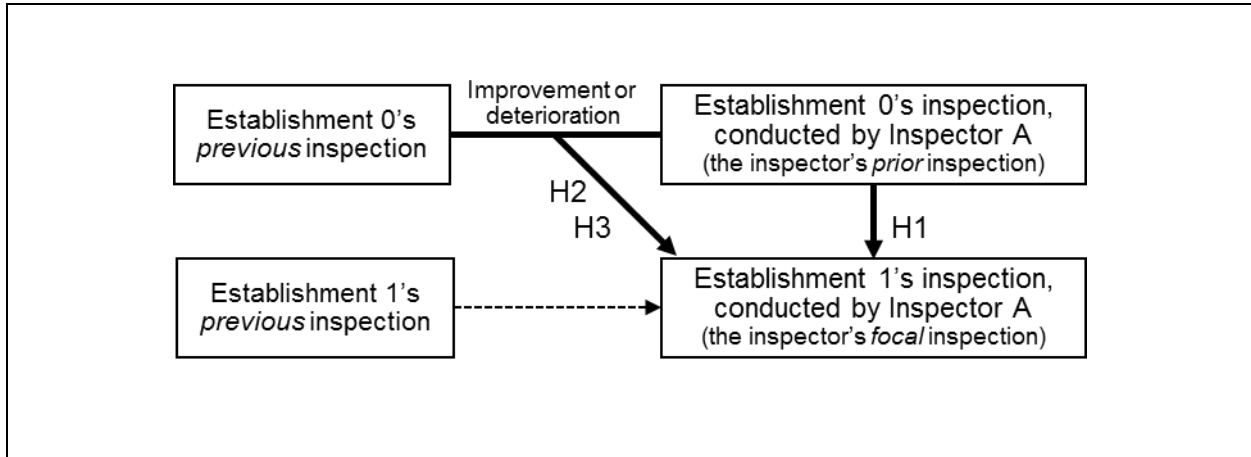 Establishment 0’s
previous inspection
Improvement or
deterioration
Establishment 0’s inspection,
conducted by Inspector A
(the inspector’s prior inspection)
H2
H3
H1
Establishment 1’s
previous inspection
Establishment 1’s inspection,
conducted by Inspector A
(the inspector’s focal inspection)